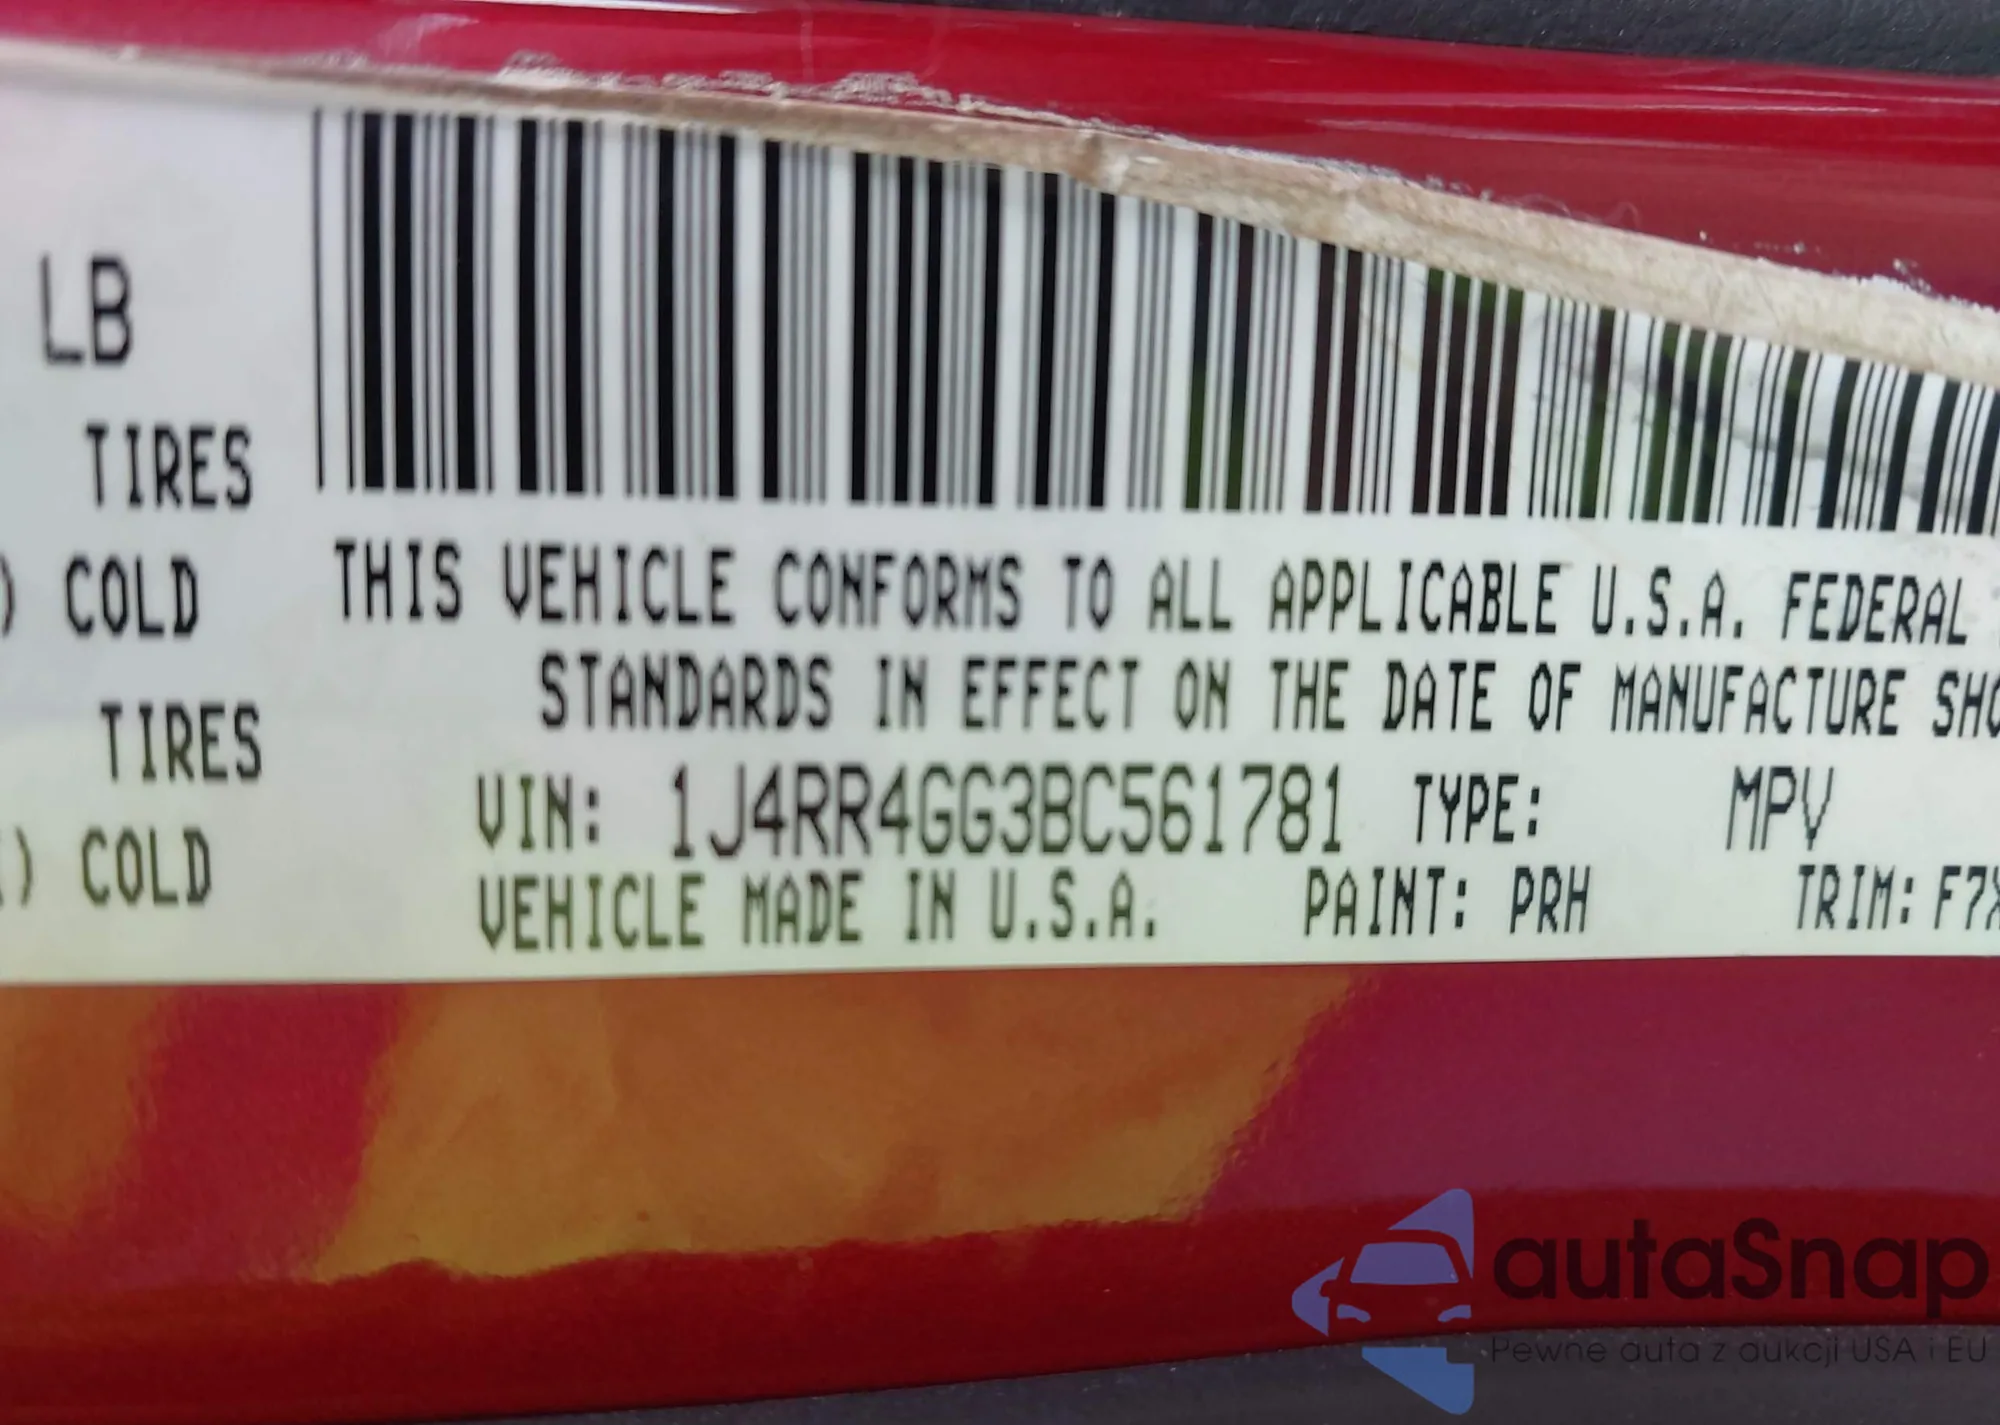 LB
TIRES
) COLD
TIRES
) COLD
THIS VEHICLE CONFORMS TO ALL APPLICABLE U.S.A. FEDERAL
STANDARDS IN EFFECT ON THE DATE OF MANUFACTURE SHO
VIN: 1J4RR4GG3BC561781 TYPE: MPV
VEHICLE MADE IN U.S.A. PAINT: PRH TRIM: F7X
autaSnap
Pewne auta z aukcji USA i EU